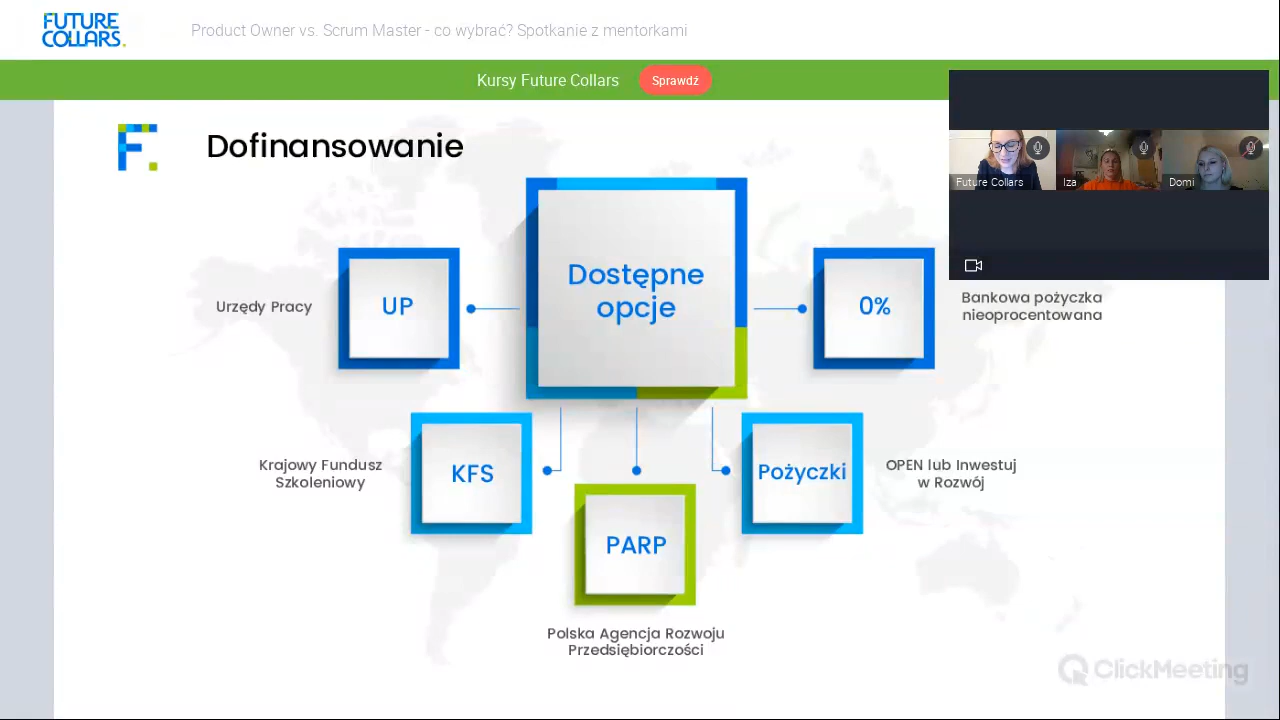 FUTURE
COLLARS.
Product Owner vs. Scrum Master - co wybrać? Spotkanie z mentorkami
Kursy Future Collars
Sprawdź
F.
Dofinansowanie
Future Collars
Iza
Domi
Dostępne
opcje
Urzędy Pracy
UP
0%
Bankowa pożyczka
nieoprocentowana
Krajowy Fundusz
Szkoleniowy
KFS
Pożyczki
OPEN lub Inwestuj
w Rozwój
PARP
Polska Agencja Rozwoju
Przedsiębiorczości
ClickMeeting